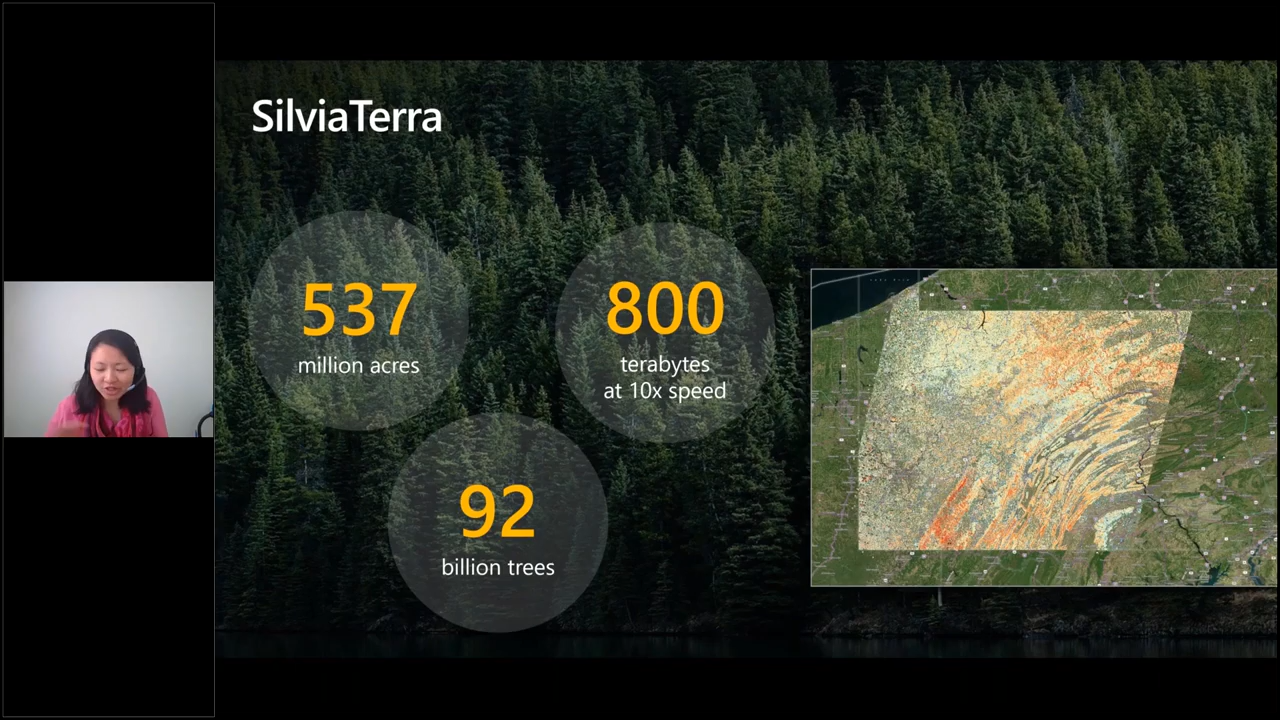 SilviaTerra
537
million acres
800
terabytes
at 10x speed
92
billion trees